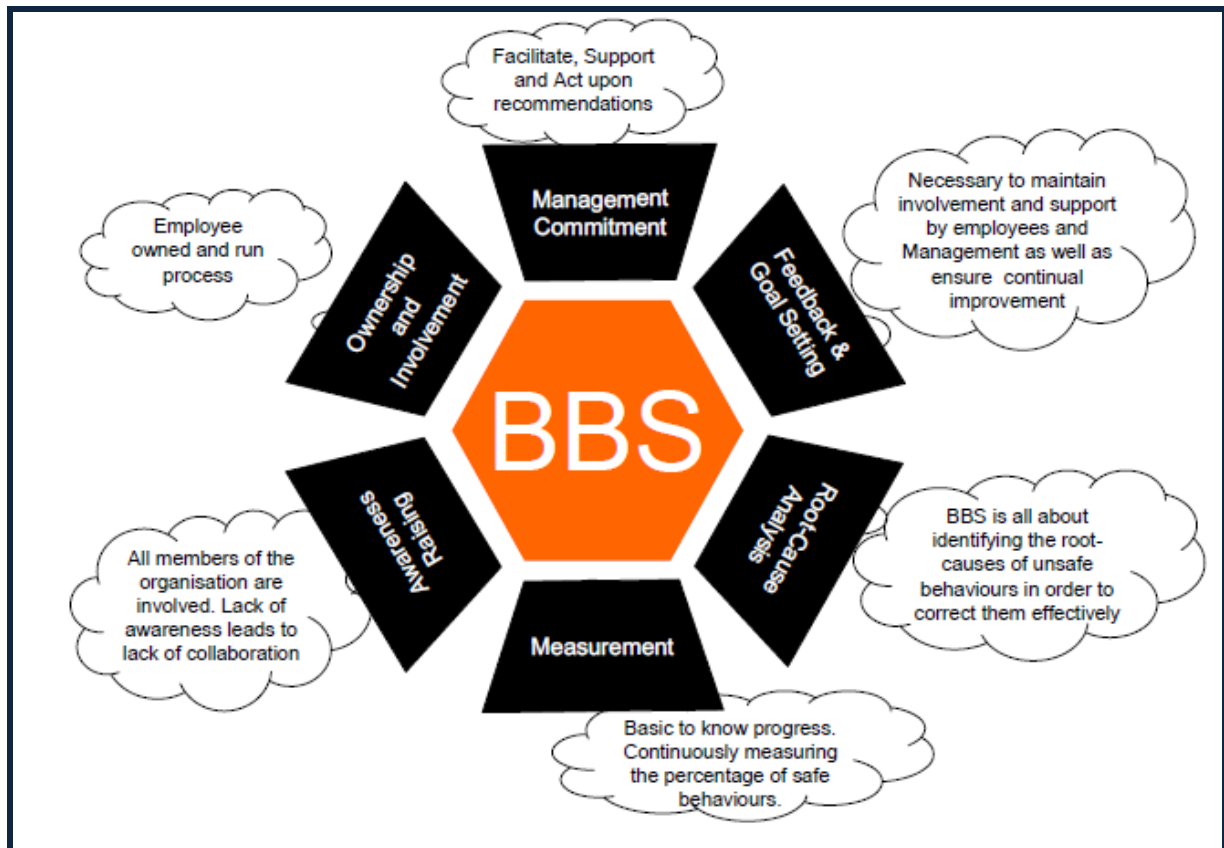 Facilitate, Support
and Act upon
recommendations
Management
Commitment
Necessary to maintain
involvement and support
by employees and
Management as well as
ensure continual
improvement
Feedback &
Goal Setting
Employee
owned and run
process
Ownership
and
Involvement
BBS
Awareness
Raising
All members of the
organisation are
involved. Lack of
awareness leads to
lack of collaboration
Root-Cause
Analysis
BBS is all about
identifying the root-
causes of unsafe
behaviours in order to
correct them effectively
Measurement
Basic to know progress.
Continuously measuring
the percentage of safe
behaviours.